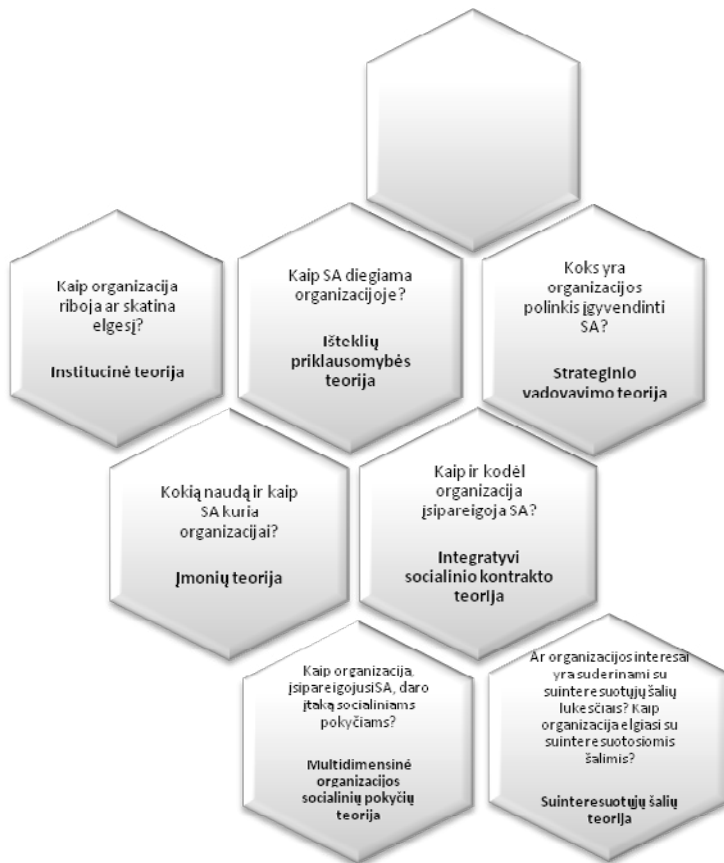 Kaip organizacija
riboja ar skatina
elgesį?
Institucinė teorija
Kaip SA diegiama
organizacijoje?
Išteklių
priklausomybės
teorija
Koks yra
organizacijos
polinkis įgyvendinti
SA?
Strateginio
vadovavimo teorija
Kokią naudą ir kaip
SA kuria
organizacijai?
Įmonių teorija
Kaip ir kodėl
organizacija
įsipareigoja SA?
Integratyvi
socialinio kontrakto
teorija
Kaip organizacija,
įsipareigojusi SA, daro
įtaką socialiniams
pokyčiams?
Multidimensinė
organizacijos
socialinių pokyčių
teorija
Ar organizacijos interesai
yra suderinami su
suinteresuotųjų šalių
lukesčiais? Kaip
organizacija elgiasi su
suinteresuotosiomis
šalimis?
Suinteresuotųjų šalių
teorija